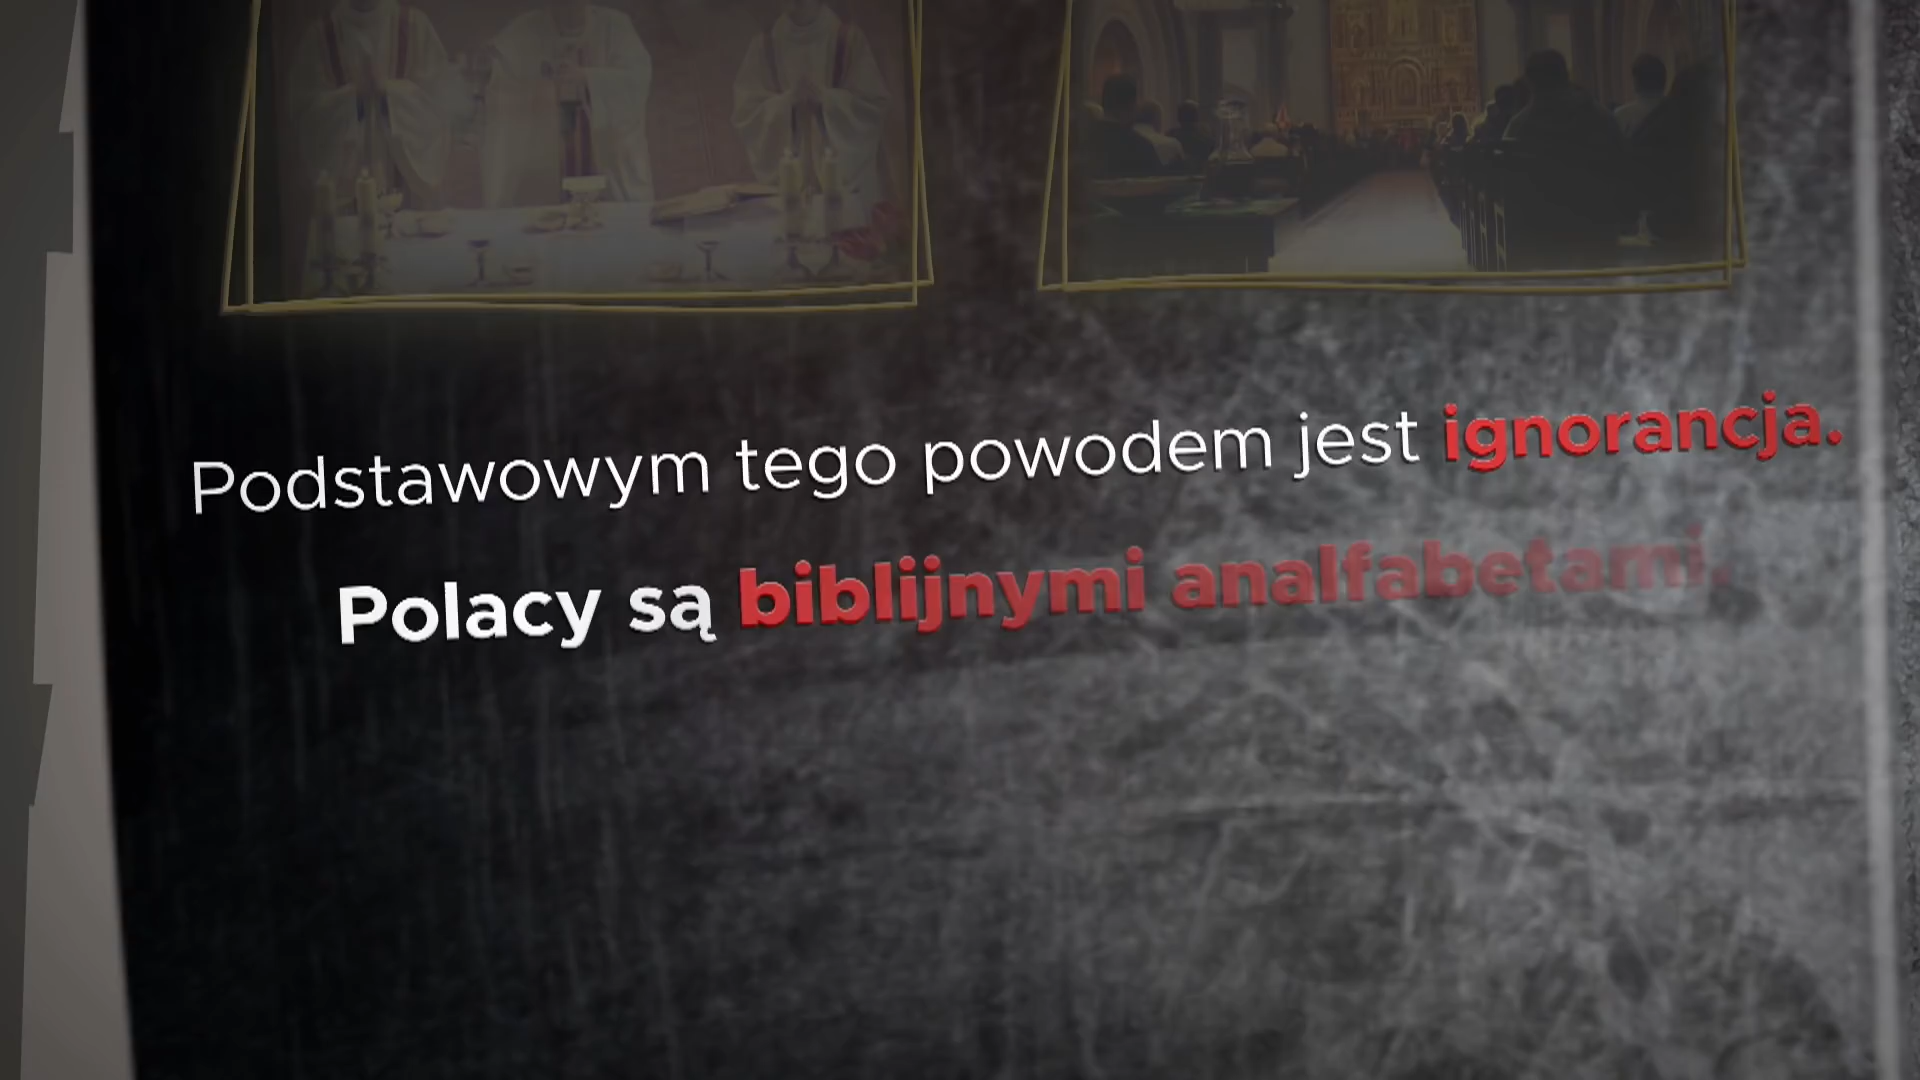 Podstawowym tego powodem jest ignorancja.
Polacy są biblijnymi analfabetami.